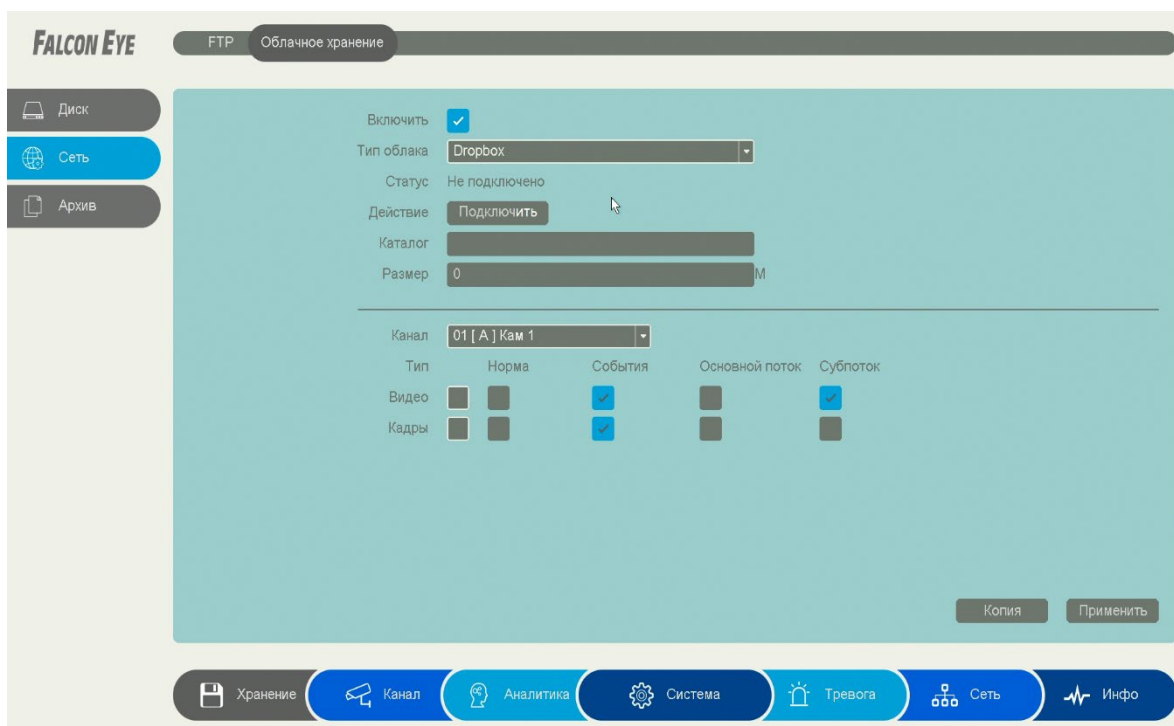 FALCON EYE
FTP Облачное хранение
Диск
Сеть
Архив
Включить
Тип облака Dropbox
Статус Не подключено
Действие Подключить
Каталог
Размер 0 M
Канал 01 [ A ] Кам 1
Тип Норма События Основной поток Субпоток
Видео
Кадры
Копия Применить
Хранение Канал Аналитика Система Тревога Сеть Инфо